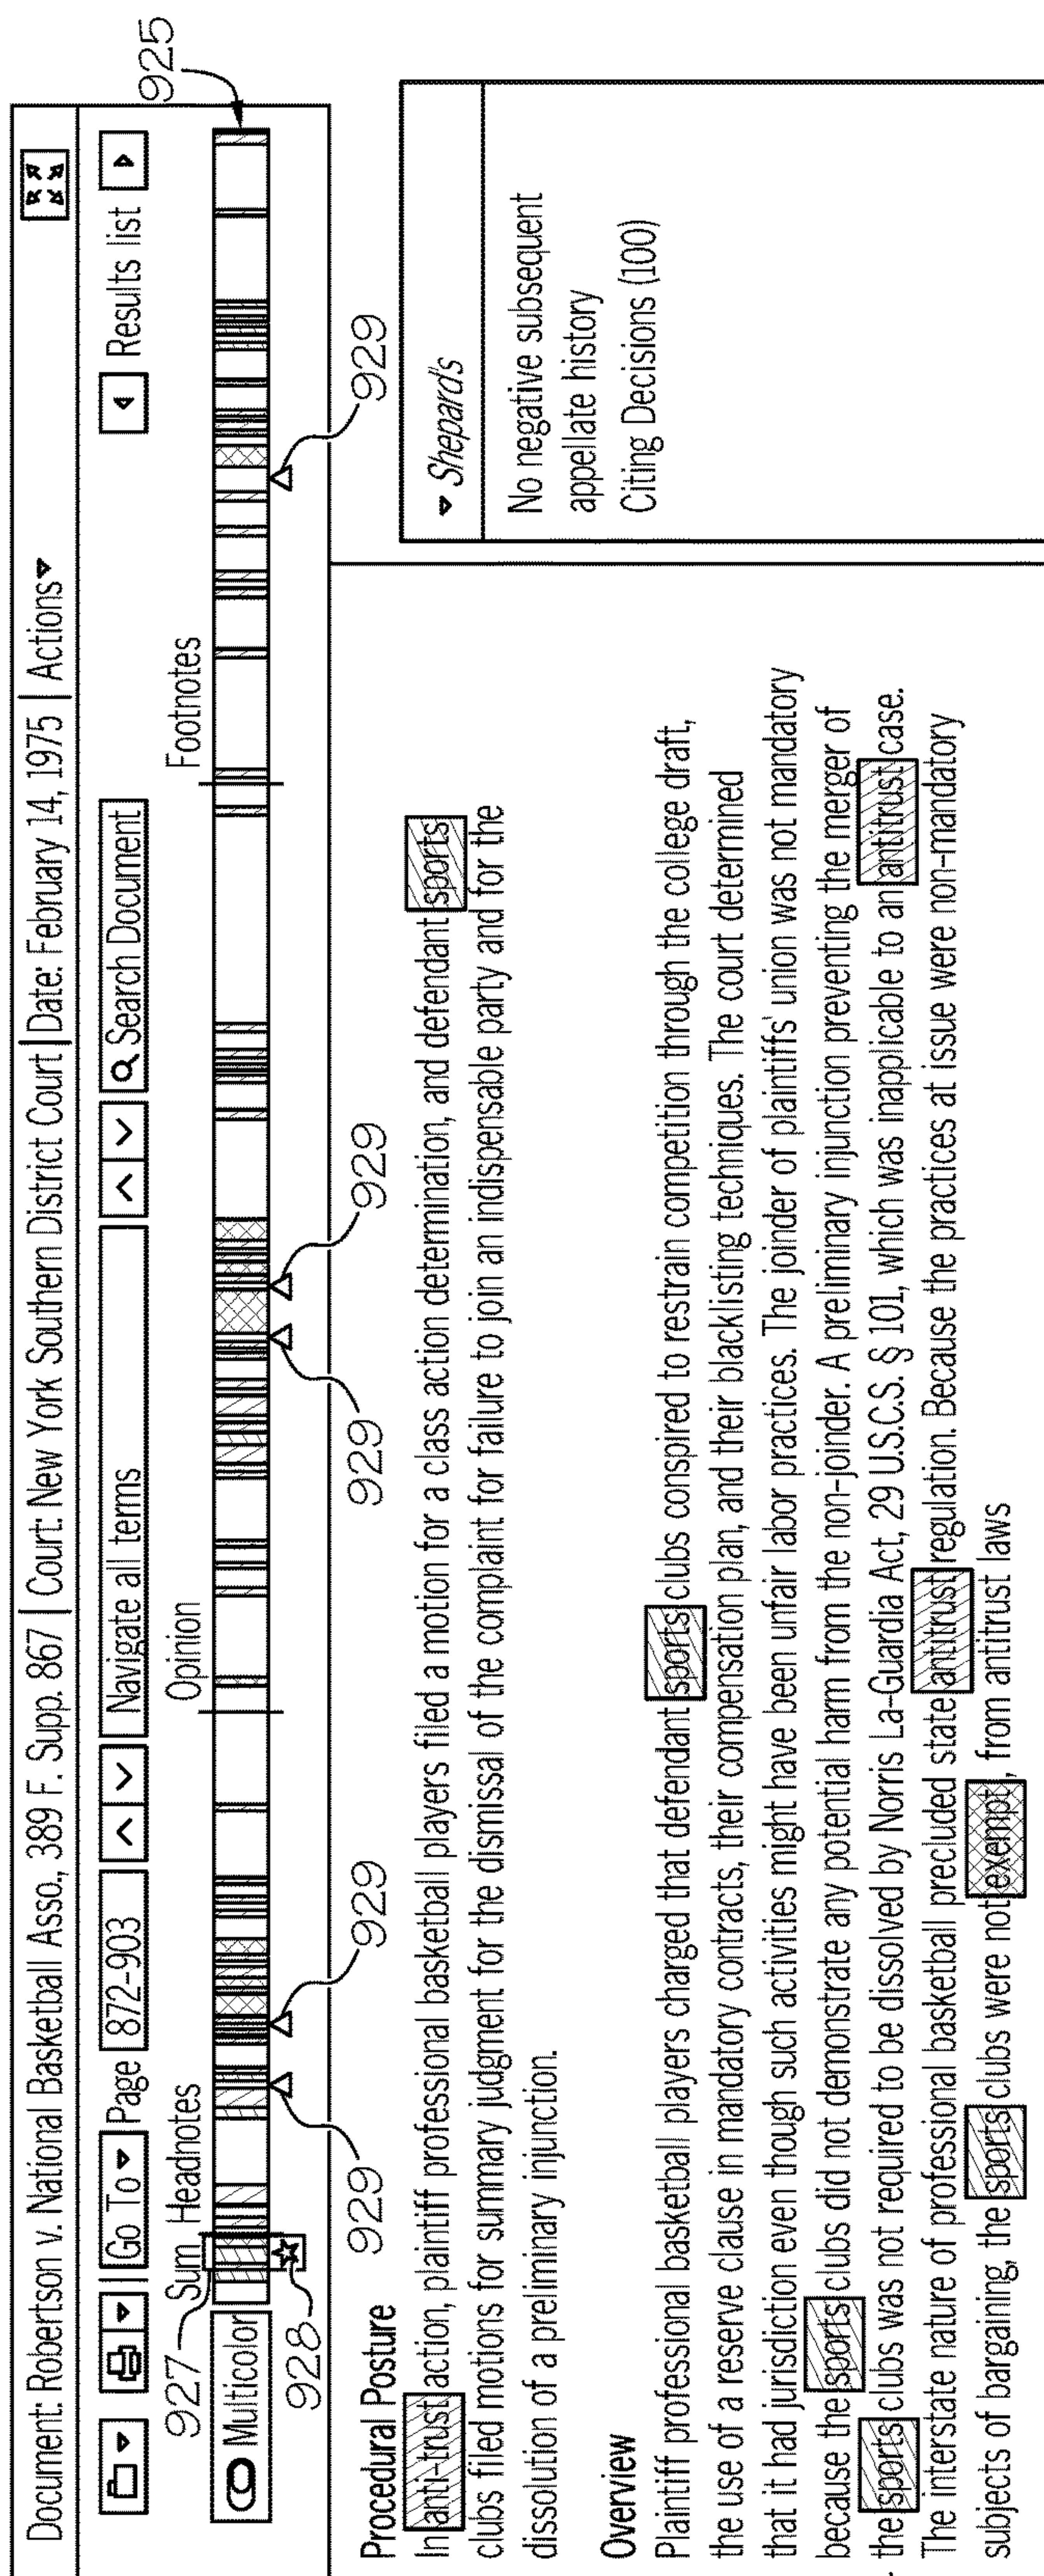 Document: Robertson v. National Basketball Asso., 389 F. Supp. 867 | Court: New York Southern District Court | Date: February 14, 1975 | Actions
Go To Page 872-903 Navigate all terms Search Document Results list
925
927 Sum Headnotes Opinion Footnotes
Multicolor
928
929 929 929 929 929
Procedural Posture
In anti-trust action, plaintiff professional basketball players filed a motion for a class action determination, and defendant sports
clubs filed motions for summary judgment for the dismissal of the complaint for failure to join an indispensable party and for the
dissolution of a preliminary injunction.
Overview
Plaintiff professional basketball players charged that defendant sports clubs conspired to restrain competition through the college draft,
the use of a reserve clause in mandatory contracts, their compensation plan, and their blacklisting techniques. The court determined
that it had jurisdiction even though such activities might have been unfair labor practices. The joinder of plaintiffs' union was not mandatory
because the sports clubs did not demonstrate any potential harm from the non-joinder. A preliminary injunction preventing the merger of
the sports clubs was not required to be dissolved by Norris La-Guardia Act, 29 U.S.C.S. § 101, which was inapplicable to an antitrust case.
The interstate nature of professional basketball precluded state antitrust regulation. Because the practices at issue were non-mandatory
subjects of bargaining, the sports clubs were not exempt, from antitrust laws
Shepard's
No negative subsequent
appellate history
Citing Decisions (100)